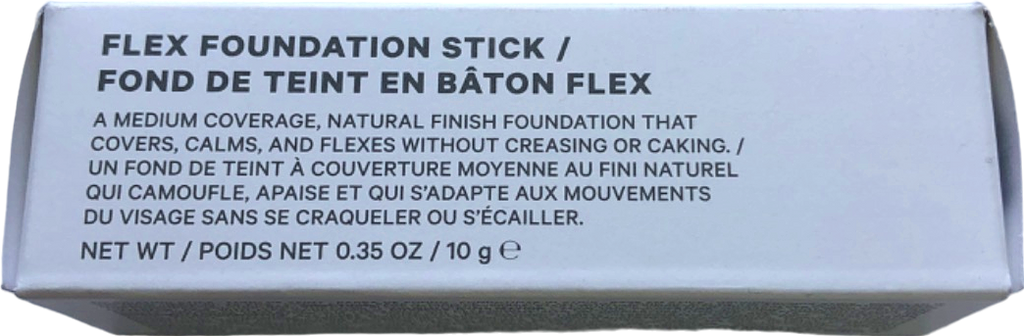 FLEX FOUNDATION STICK /
FOND DE TEINT EN BÂTON FLEX
A MEDIUM COVERAGE, NATURAL FINISH FOUNDATION THAT
COVERS, CALMS, AND FLEXES WITHOUT CREASING OR CAKING. /
UN FOND DE TEINT À COUVERTURE MOYENNE AU FINI NATUREL
QUI CAMOUFLE, APAISE ET QUI S'ADAPTE AUX MOUVEMENTS
DU VISAGE SANS SE CRAQUELER OU S'ÉCAILLER.
NET WT / POIDS NET 0.35 OZ / 10 g ℮